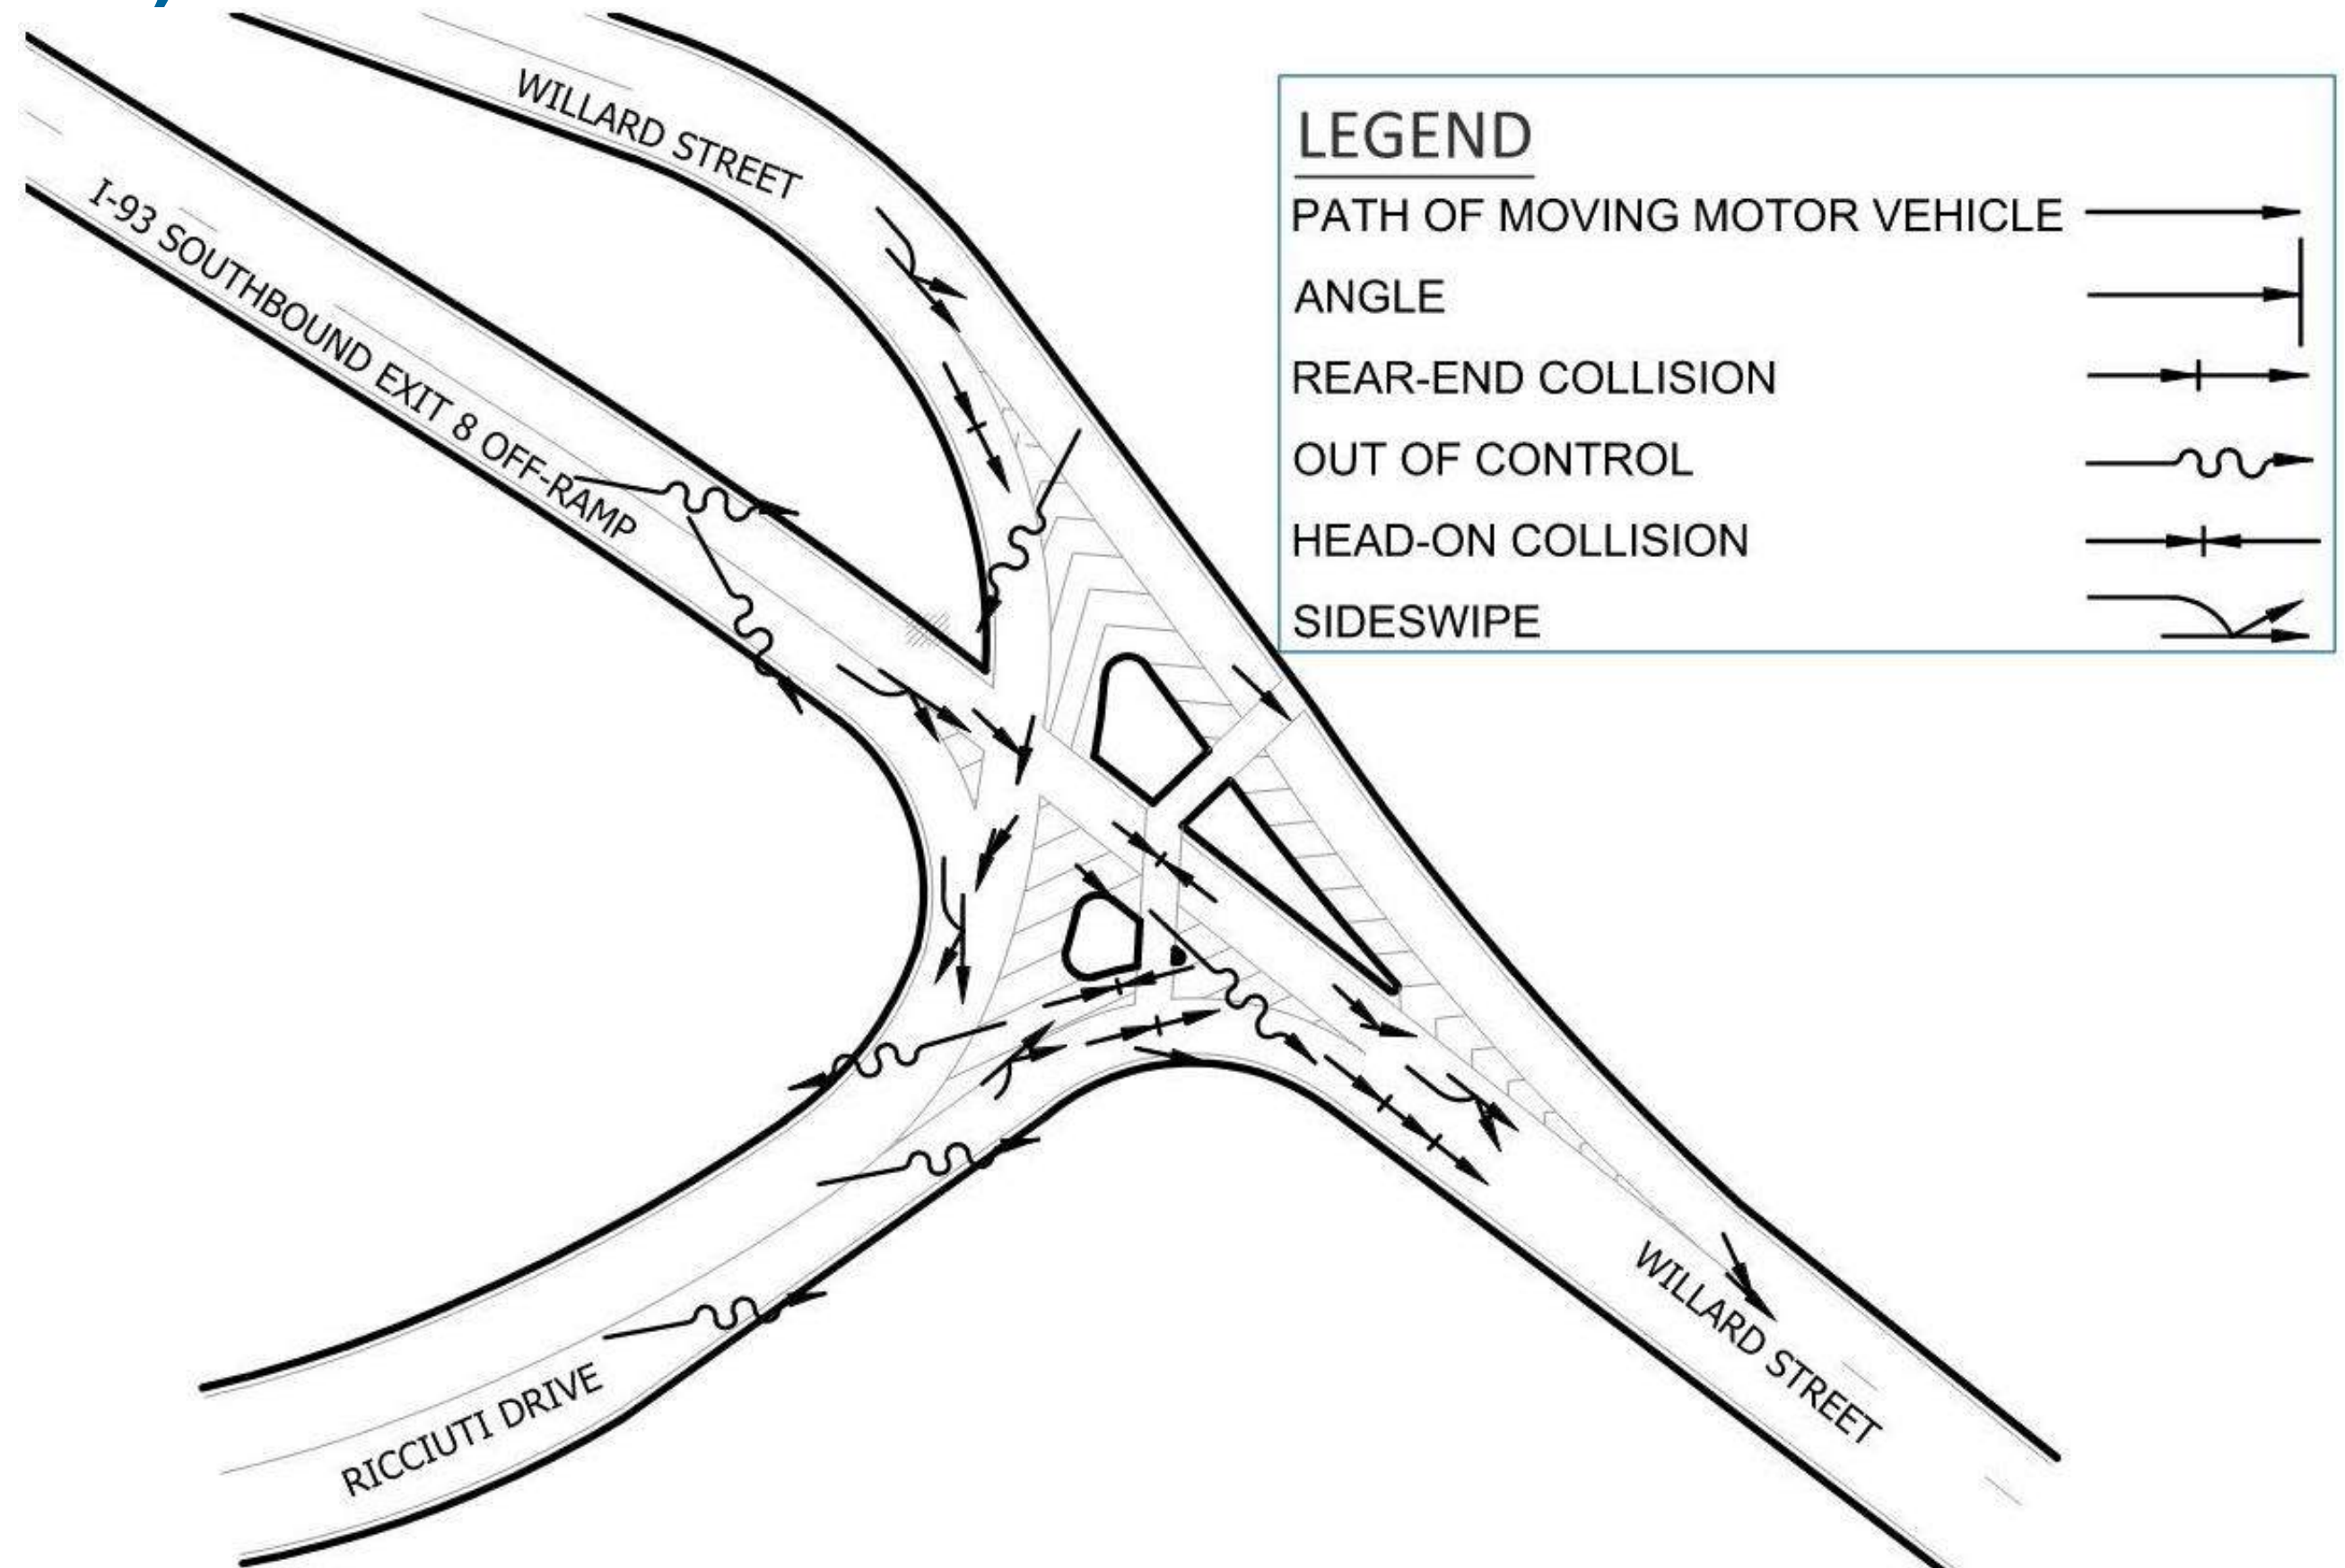 WILLARD STREET
I-93 SOUTHBOUND EXIT 8 OFF-RAMP
LEGEND
PATH OF MOVING MOTOR VEHICLE
ANGLE
REAR-END COLLISION
OUT OF CONTROL
HEAD-ON COLLISION
SIDESWIPE
WILLARD STREET
RICCIUTI DRIVE